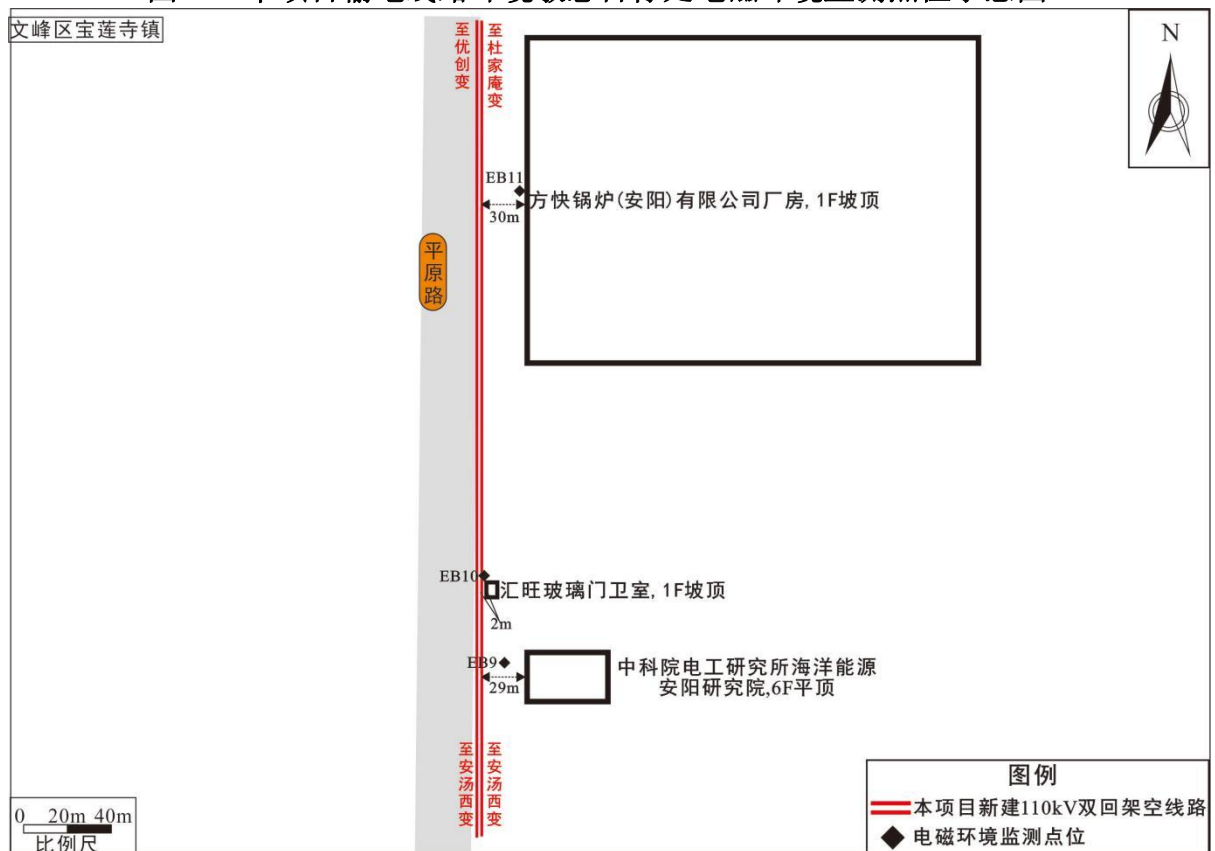 文峰区宝莲寺镇
至优创变
至杜家庵变
N
EB11
方快锅炉(安阳)有限公司厂房, 1F坡顶
30m
平原路
EB10
汇旺玻璃门卫室, 1F坡顶
2m
EB9
29m
中科院电工研究所海洋能源
安阳研究院,6F平顶
至安汤西变
至安汤西变
图例
本项目新建110kV双回架空线路
电磁环境监测点位
0 20m 40m
比例尺